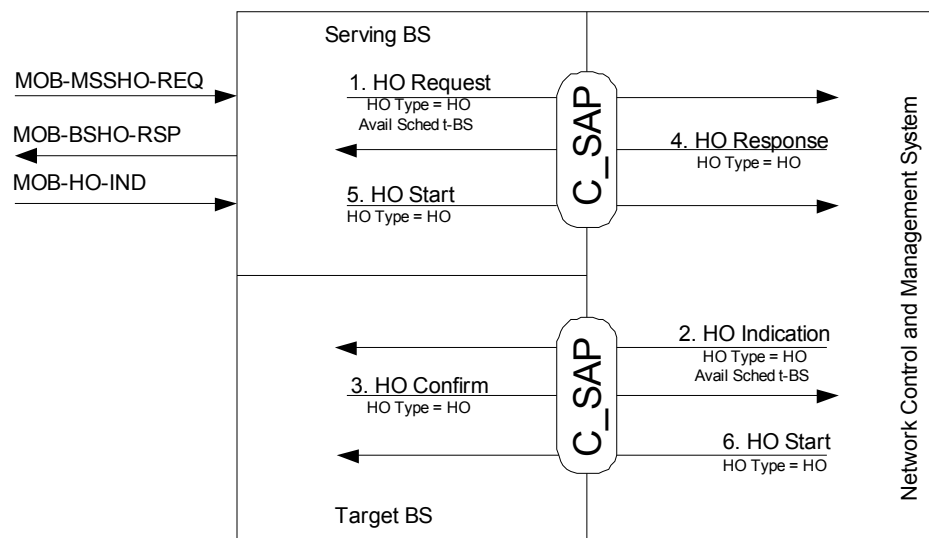 Serving BS
MOB-MSSHO-REQ
1. HO Request
HO Type = HO
Avail Sched t-BS
MOB-BSHO-RSP
4. HO Response
HO Type = HO
MOB-HO-IND
5. HO Start
HO Type = HO
C_SAP
2. HO Indication
HO Type = HO
Avail Sched t-BS
3. HO Confirm
HO Type = HO
6. HO Start
HO Type = HO
C_SAP
Target BS
Network Control and Management System